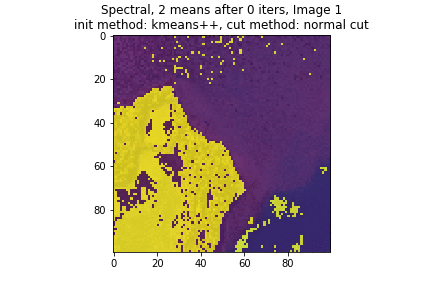 Spectral, 2 means after 0 iters, Image 1
init method: kmeans++, cut method: normal cut
0
20
40
60
80
0 20 40 60 80